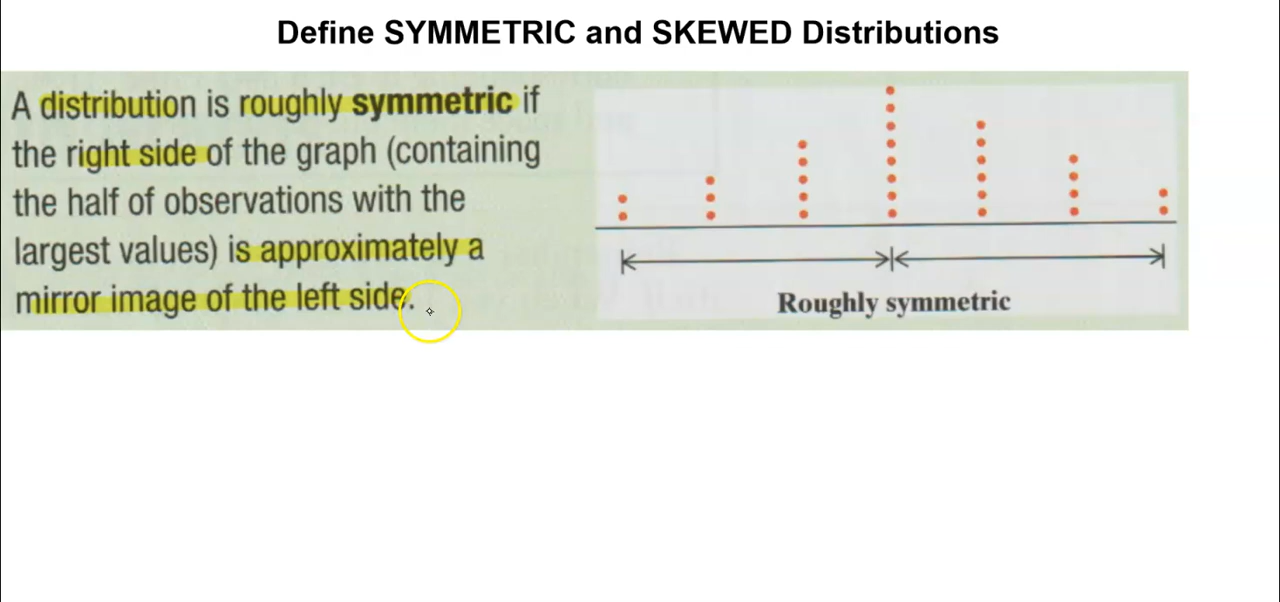 Define SYMMETRIC and SKEWED Distributions
A distribution is roughly symmetric if
the right side of the graph (containing
the half of observations with the
largest values) is approximately a
mirror image of the left side.
Roughly symmetric